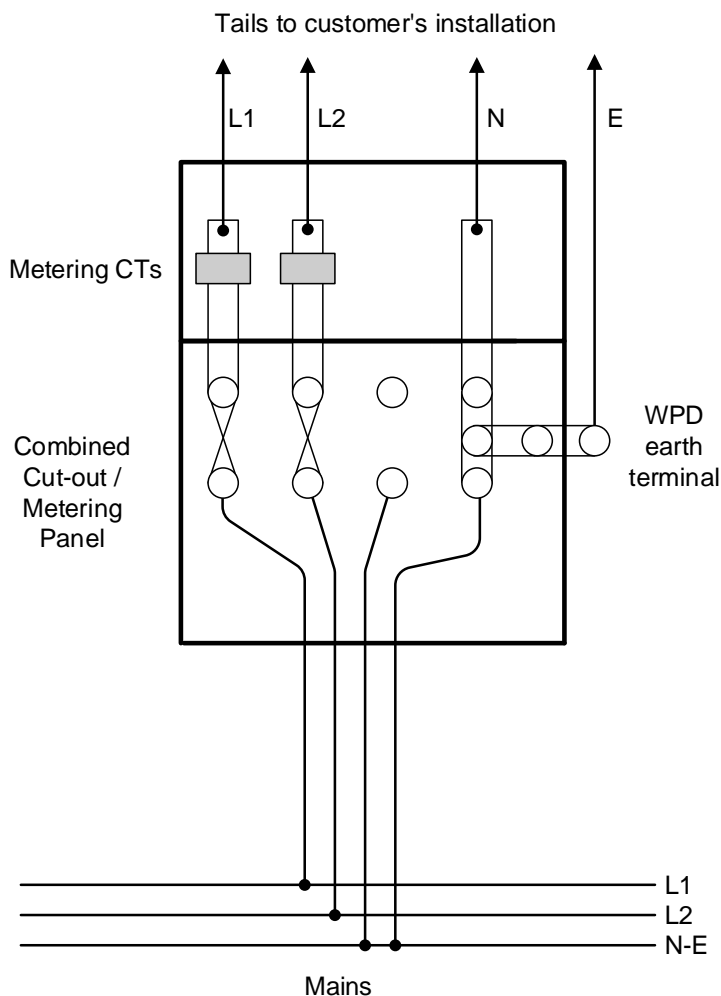 Tails to customer's installation
L1
L2
N
E
Metering CTs
Combined
Cut-out /
Metering
Panel
WPD
earth
terminal
L1
L2
N-E
Mains